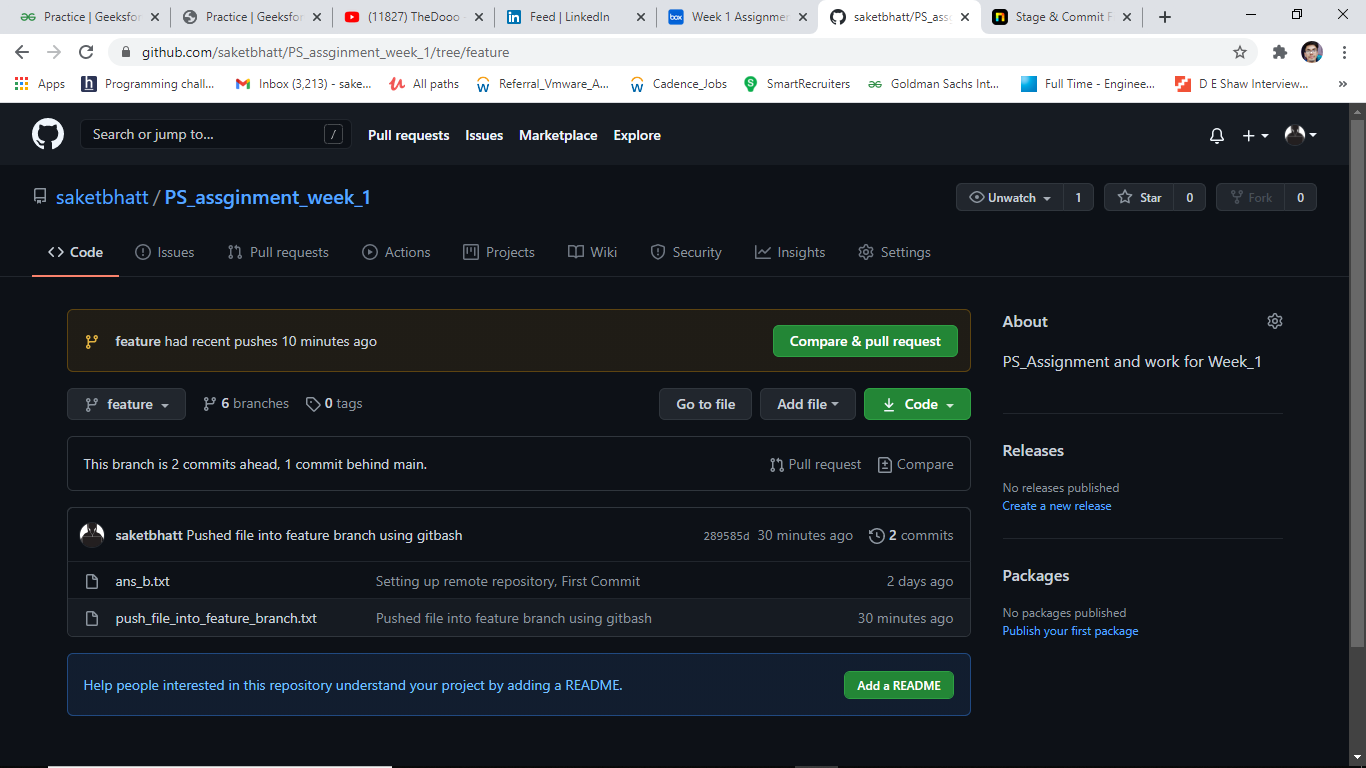 Practice | Geeksfor
Practice | Geeksfor
(11827) TheDooo -
Feed | LinkedIn
box
Week 1 Assignmen
saketbhatt/PS_ass
Stage & Commit F
github.com/saketbhatt/PS_assginment_week_1/tree/feature
Apps
h
Programming chall...
Inbox (3,213) - sake...
All paths
Referral_Vmware_A...
Cadence_Jobs
SmartRecruiters
Goldman Sachs Int...
Full Time - Enginee...
D E Shaw Interview...
»
Search or jump to...
/
Pull requests
Issues
Marketplace
Explore
saketbhatt / PS_assginment_week_1
Unwatch 1
Star 0
Fork 0
Code
Issues
Pull requests
Actions
Projects
Wiki
Security
Insights
Settings
feature had recent pushes 10 minutes ago
Compare & pull request
feature
6 branches
0 tags
Go to file
Add file
Code
This branch is 2 commits ahead, 1 commit behind main.
Pull request
Compare
saketbhatt Pushed file into feature branch using gitbash
289585d 30 minutes ago
2 commits
ans_b.txt
Setting up remote repository, First Commit
2 days ago
push_file_into_feature_branch.txt
Pushed file into feature branch using gitbash
30 minutes ago
Help people interested in this repository understand your project by adding a README.
Add a README
About
PS_Assignment and work for Week_1
Releases
No releases published
Create a new release
Packages
No packages published
Publish your first package